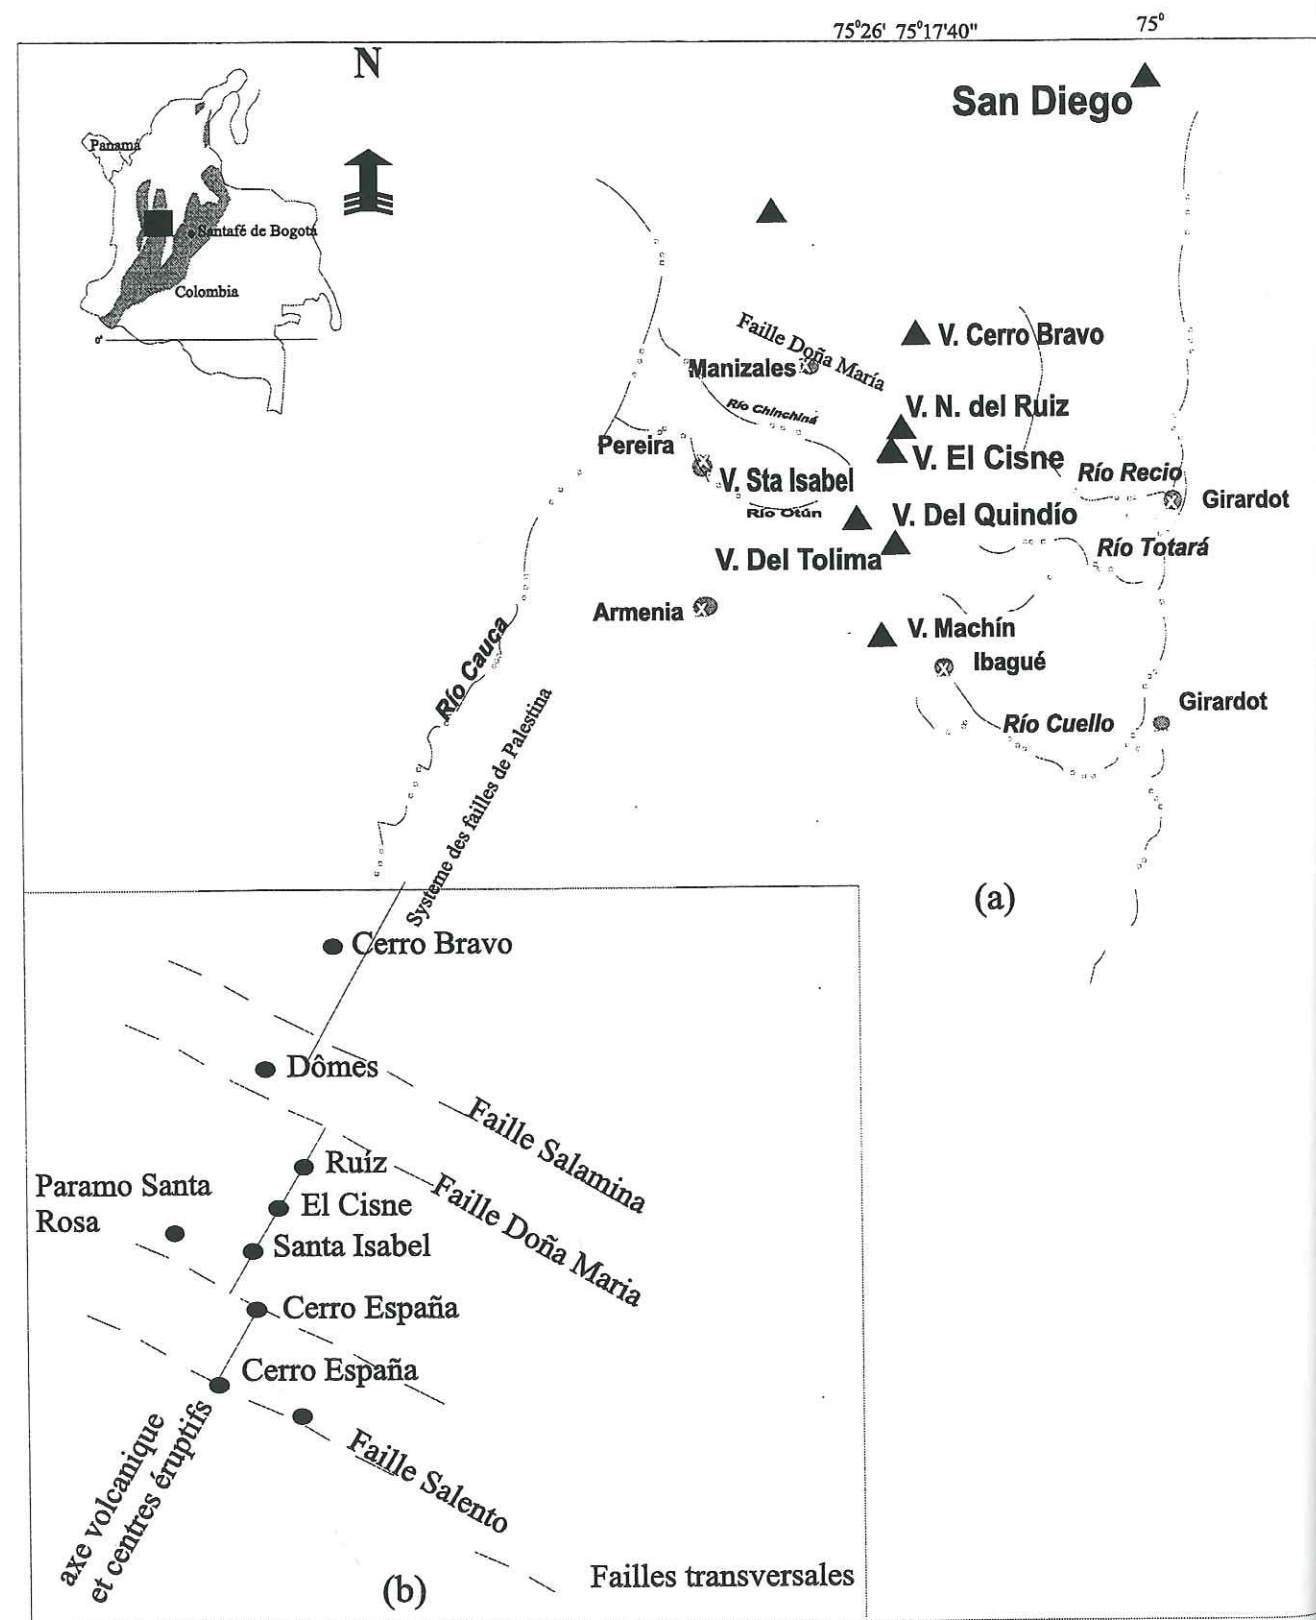 75°26' 75°17'40" 75°
N
San Diego
Panamá
Santafé de Bogotá
Colombia
0°
V. Cerro Bravo
Faille Doña María
Manizales
V. N. del Ruiz
Río Chinchiná
Pereira
V. El Cisne
V. Sta Isabel
Río Recio
Girardot
Río Otún
V. Del Quindío
Río Totará
V. Del Tolima
Armenia
V. Machín
Ibagué
Río Cauca
Girardot
Río Cuello
Systeme des failles de Palestina
(a)
Cerro Bravo
Dômes
Faille Salamina
Ruíz
Paramo Santa
Rosa
El Cisne
Faille Doña Maria
Santa Isabel
Cerro España
Cerro España
axe volcanique
et centres éruptifs
Faille Salento
Failles transversales
(b)